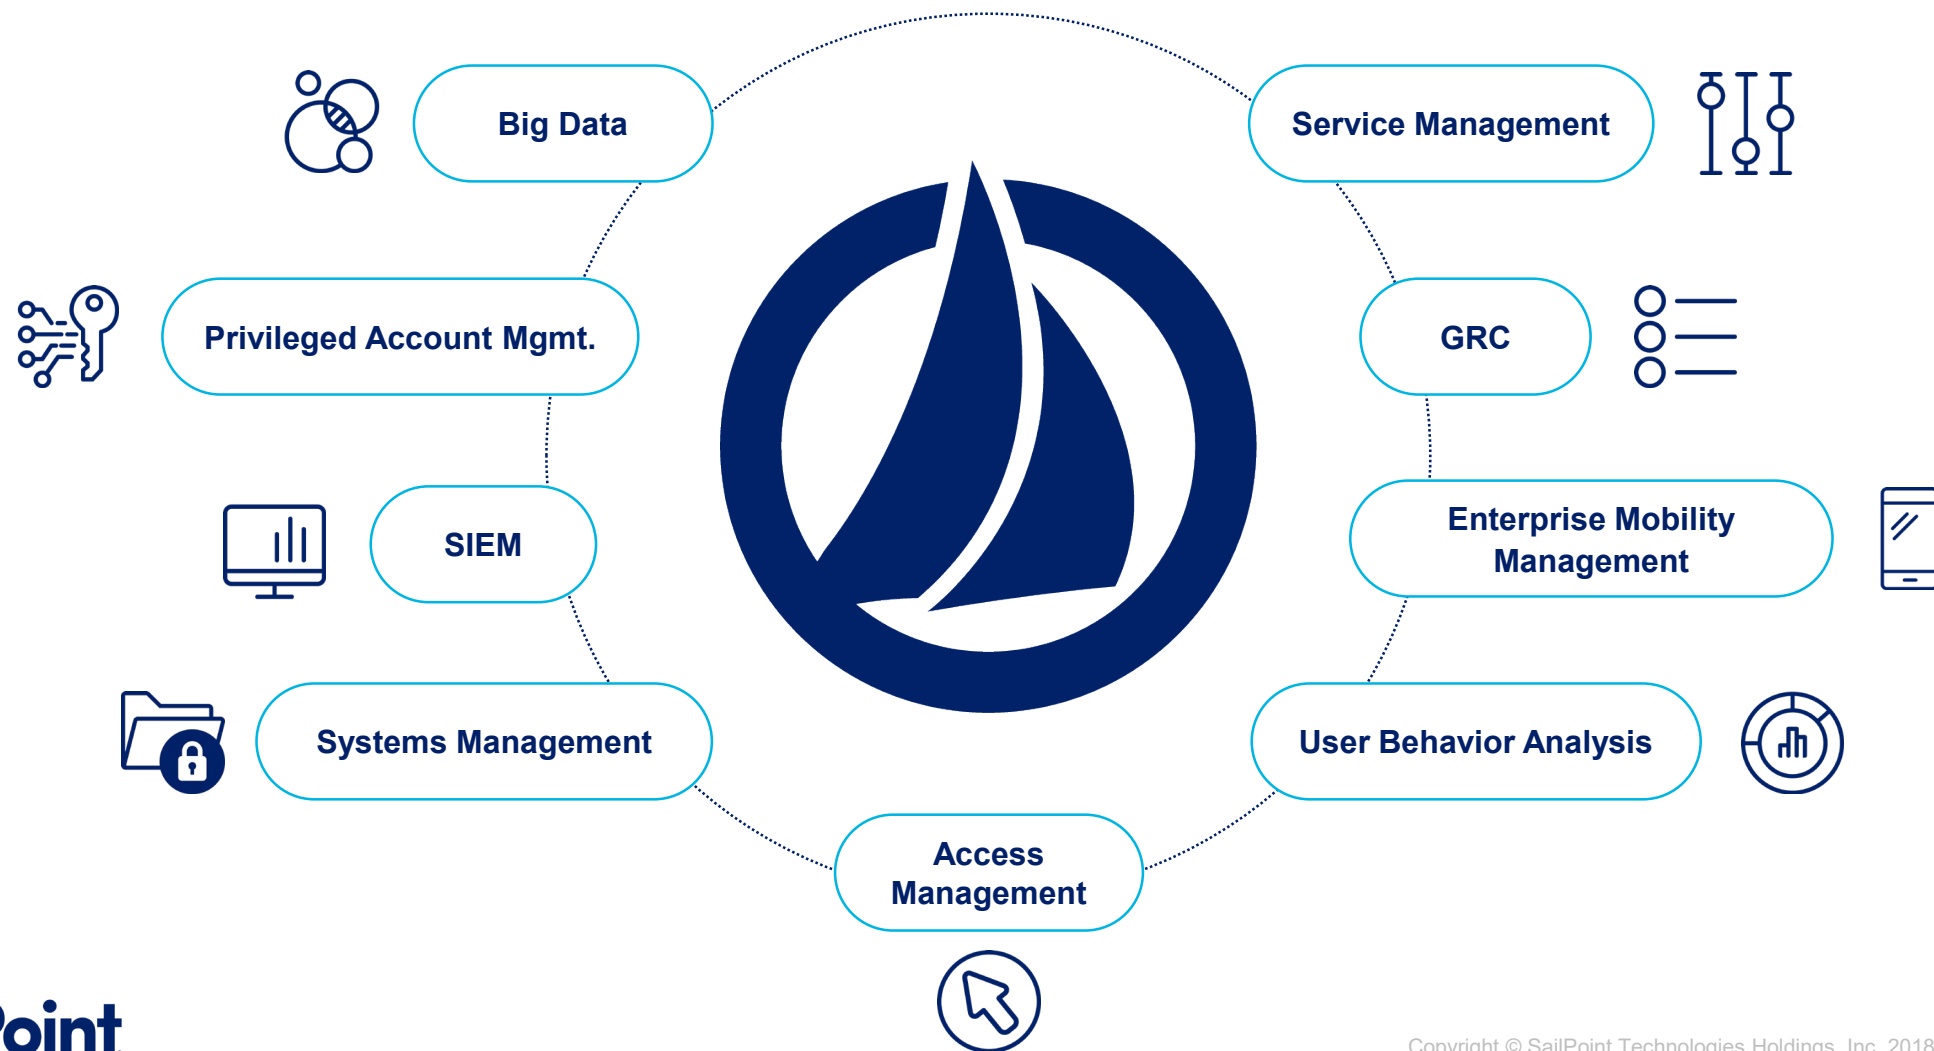 Big Data
Service Management
Privileged Account Mgmt.
GRC
SIEM
Enterprise Mobility
Management
Systems Management
User Behavior Analysis
Access
Management
Point
Copyright © SailPoint Technologies Holdings, Inc. 2018